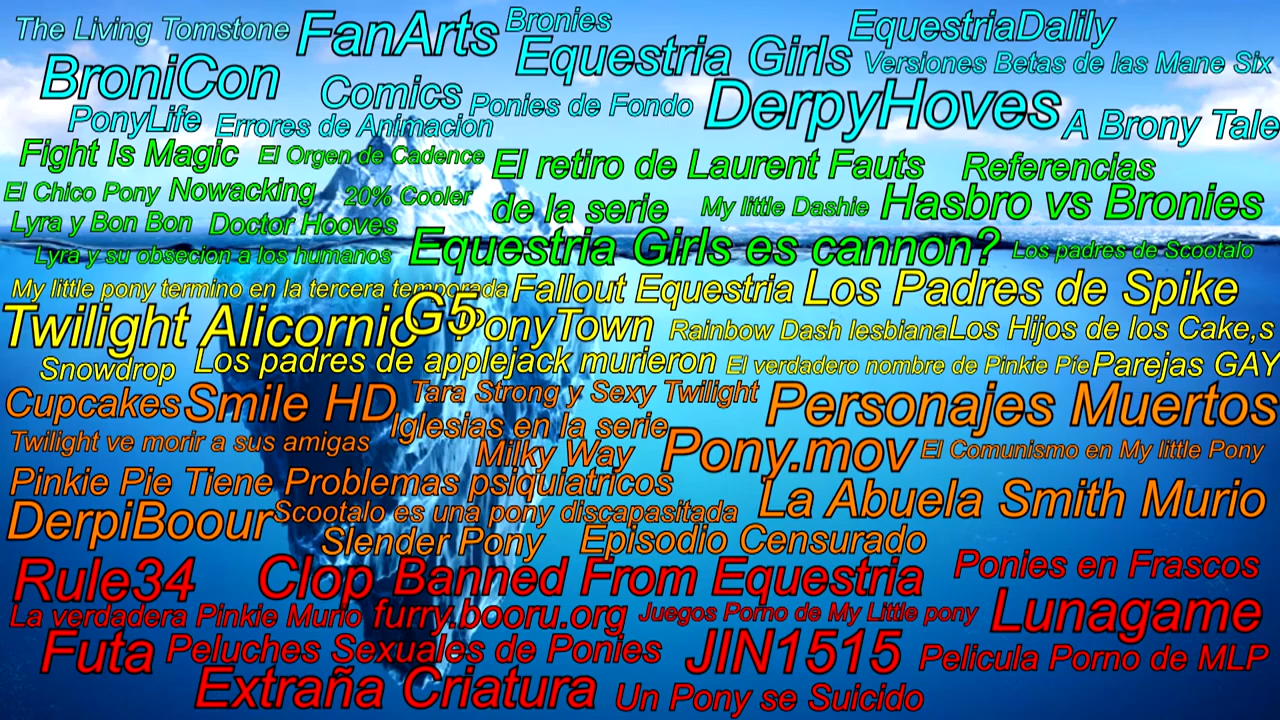 The Living Tomstone FanArts Bronies EquestriaDalily
BroniCon Equestria Girls Versiones Betas de las Mane Six
Comics Ponies de Fondo DerpyHoves
PonyLife Errores de Animacion A Brony Tale
Fight Is Magic El Orgen de Cadence El retiro de Laurent Fauts Referencias
de la serie
El Chico Pony Nowacking 20% Cooler My little Dashie Hasbro vs Bronies
Lyra y Bon Bon Doctor Hooves
Lyra y su obsecion a los humanos Equestria Girls es cannon? Los padres de Scootalo
My little pony termino en la tercera temporada Fallout Equestria Los Padres de Spike
Twilight Alicornio G5 PonyTown Rainbow Dash lesbiana Los Hijos de los Cake,s
Snowdrop Los padres de applejack murieron El verdadero nombre de Pinkie Píe Parejas GAY
Cupcakes Smile HD Tara Strong y Sexy Twilight Personajes Muertos
Iglesias en la serie
Twilight ve morir a sus amigas Milky Way Pony.mov El Comunismo en My little Pony
Pinkie Pie Tiene Problemas psiquiatricos La Abuela Smith Murio
DerpiBoour Scootalo es una pony discapasitada
Slender Pony Episodio Censurado
Rule34 Clop Banned From Equestria Ponies en Frascos
La verdadera Pinkie Murio furry.booru.org Juegos Porno de My Little pony Lunagame
Futa Peluches Sexuales de Ponies JIN1515 Pelicula Porno de MLP
Extraña Criatura Un Pony se Suicido